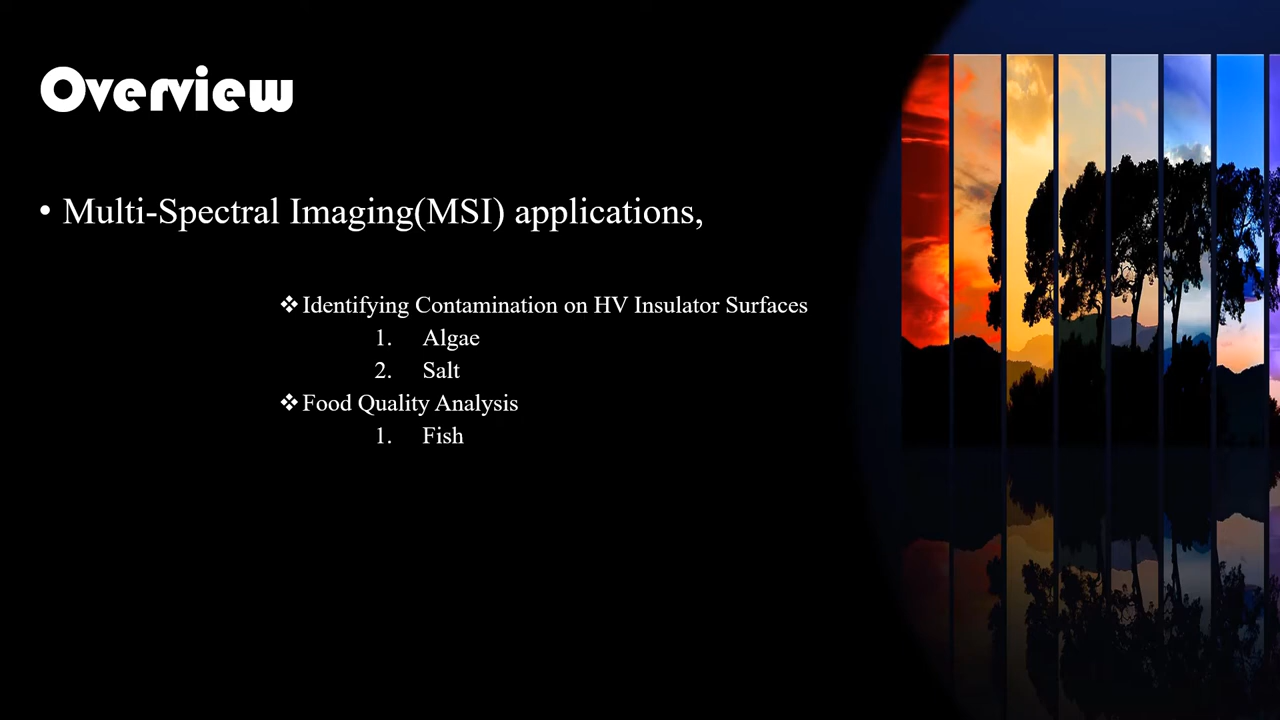 Overview
• Multi-Spectral Imaging(MSI) applications,
❖Identifying Contamination on HV Insulator Surfaces
1. Algae
2. Salt
❖Food Quality Analysis
1. Fish